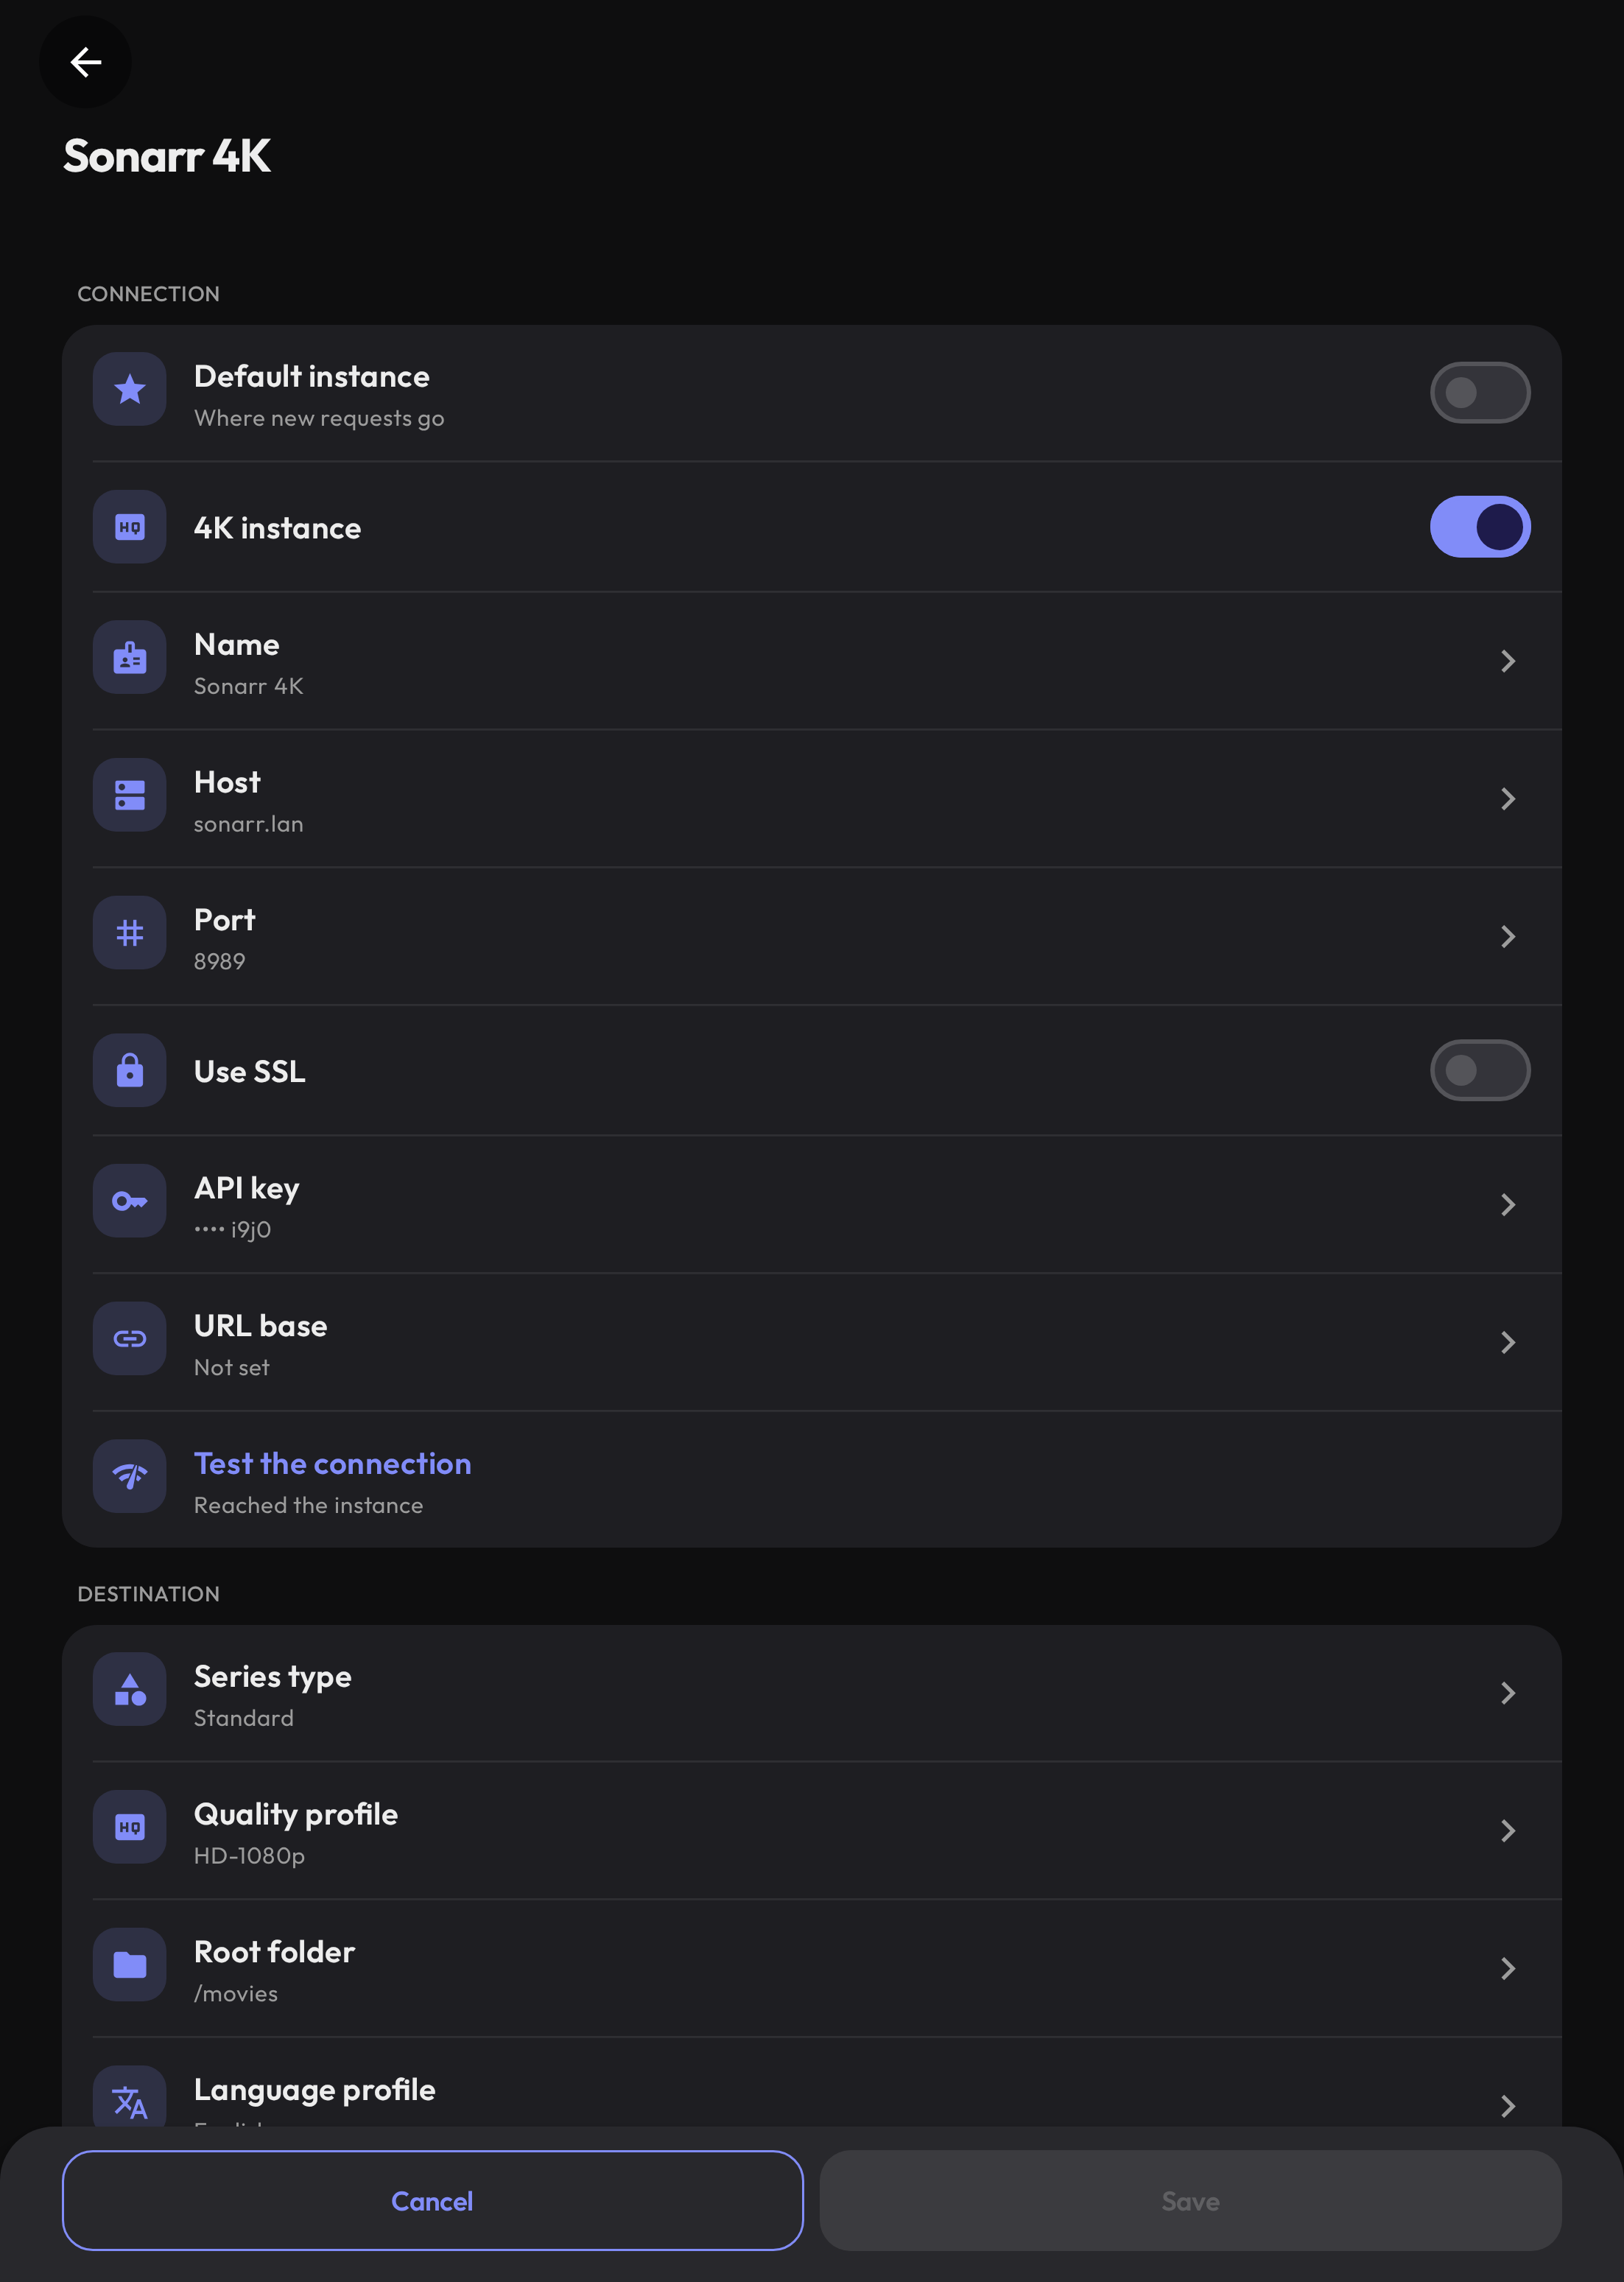 Sonarr 4K
CONNECTION
Default instance
Where new requests go
HQ
4K instance
Name
Sonarr 4K
Host
sonarr.lan
Port
8989
Use SSL
API key
•••• i9j0
URL base
Not set
Test the connection
Reached the instance
DESTINATION
Series type
Standard
HQ
Quality profile
HD-1080p
Root folder
/movies
Language profile
Cancel
Save